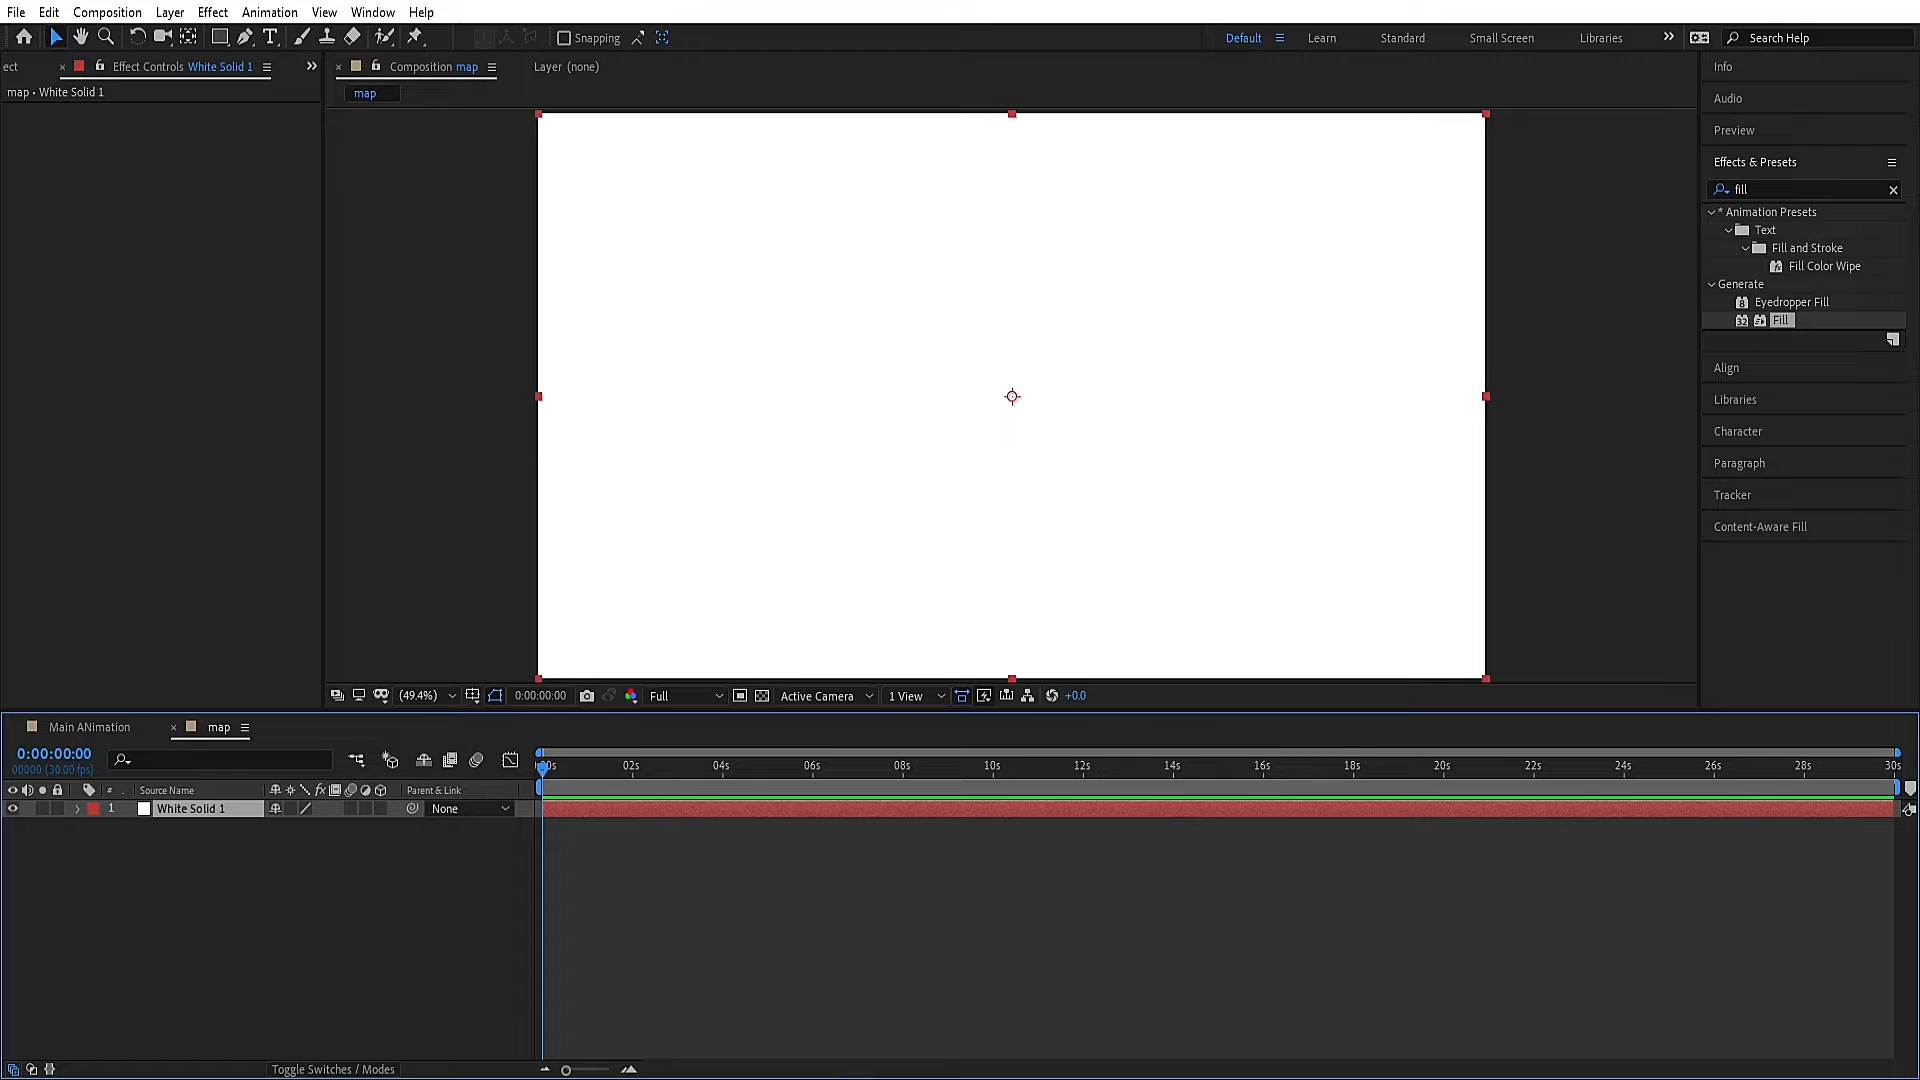 File Edit Composition Layer Effect Animation View Window Help
Snapping Default Learn Standard Small Screen Libraries Search Help
ect Effect Controls White Solid 1 Composition map Layer (none) Info
map • White Solid 1 map
Audio
Preview
Effects & Presets
fill
* Animation Presets
Text
Fill and Stroke
Fill Color Wipe
Generate
Eyedropper Fill
Fill
Align
Libraries
Character
Paragraph
Tracker
Content-Aware Fill
(49.4%) 0:00:00:00 Full Active Camera 1 View +0.0
Main ANimation map
0:00:00:00
00000 (30.00 fps)
00s 02s 04s 06s 08s 10s 12s 14s 16s 18s 20s 22s 24s 26s 28s 30s
# Source Name Parent & Link
1 White Solid 1 None
Toggle Switches / Modes